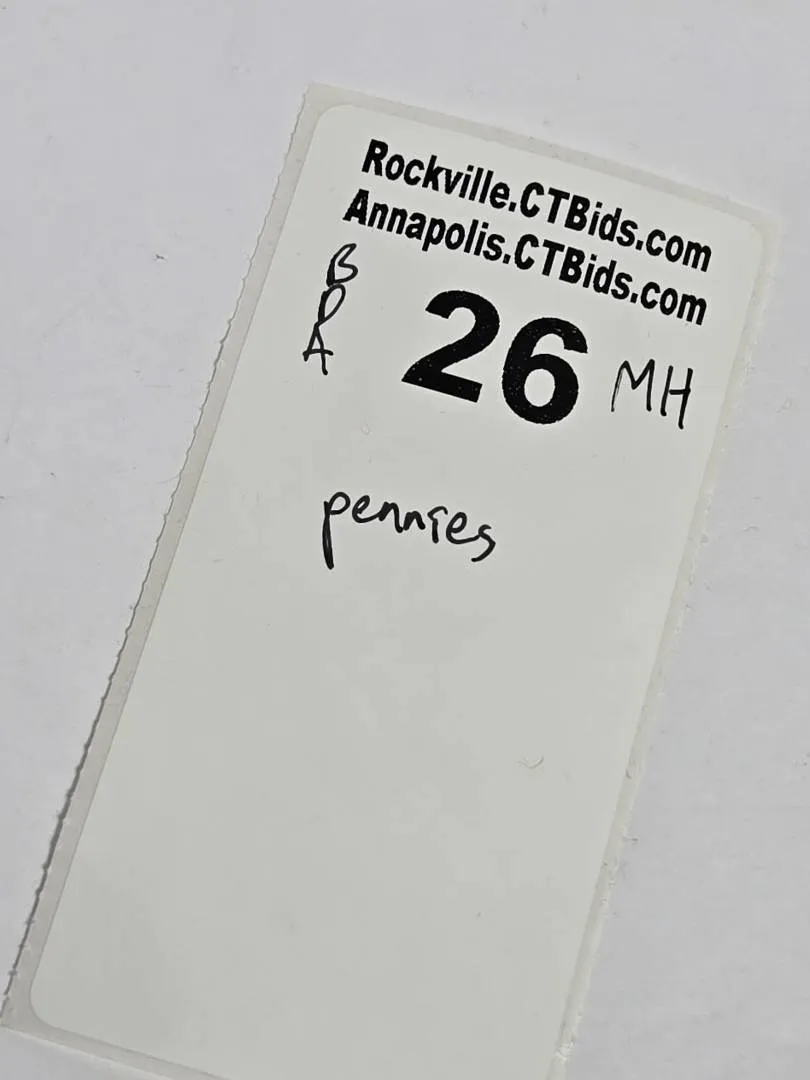 Rockville.CTBids.com
Annapolis.CTBids.com
B
D
A
26 MH
pennies